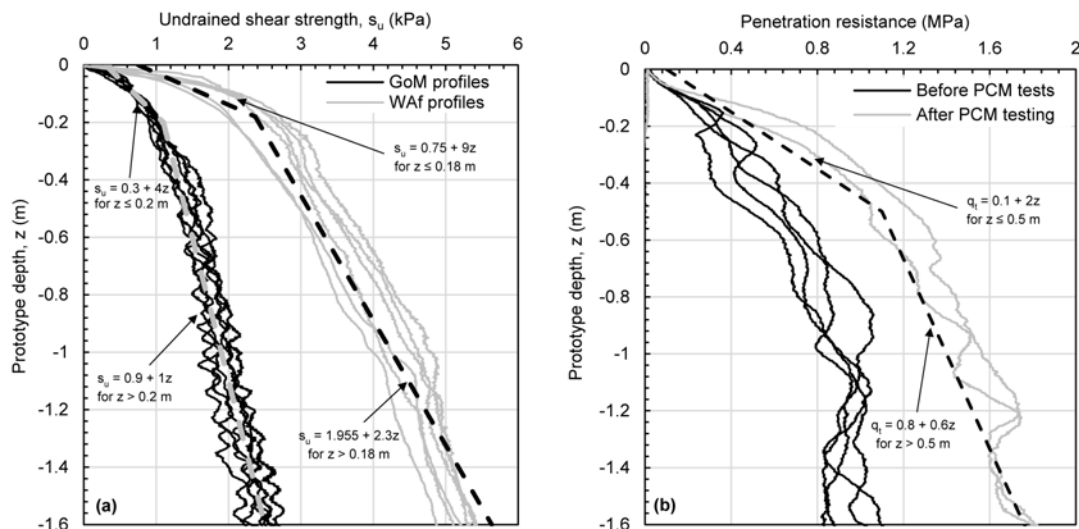 Undrained shear strength, su (kPa)
0 1 2 3 4 5 6
Prototype depth, z (m)
0
-0.2
-0.4
-0.6
-0.8
-1
-1.2
-1.4
-1.6
GoM profiles
WAf profiles
su = 0.75 + 9z
for z ≤ 0.18 m
su = 0.3 + 4z
for z ≤ 0.2 m
su = 0.9 + 1z
for z > 0.2 m
su = 1.955 + 2.3z
for z > 0.18 m
(a)
Penetration resistance (MPa)
0 0.4 0.8 1.2 1.6 2
Prototype depth, z (m)
0
-0.2
-0.4
-0.6
-0.8
-1
-1.2
-1.4
-1.6
Before PCM tests
After PCM testing
qt = 0.1 + 2z
for z ≤ 0.5 m
qt = 0.8 + 0.6z
for z > 0.5 m
(b)